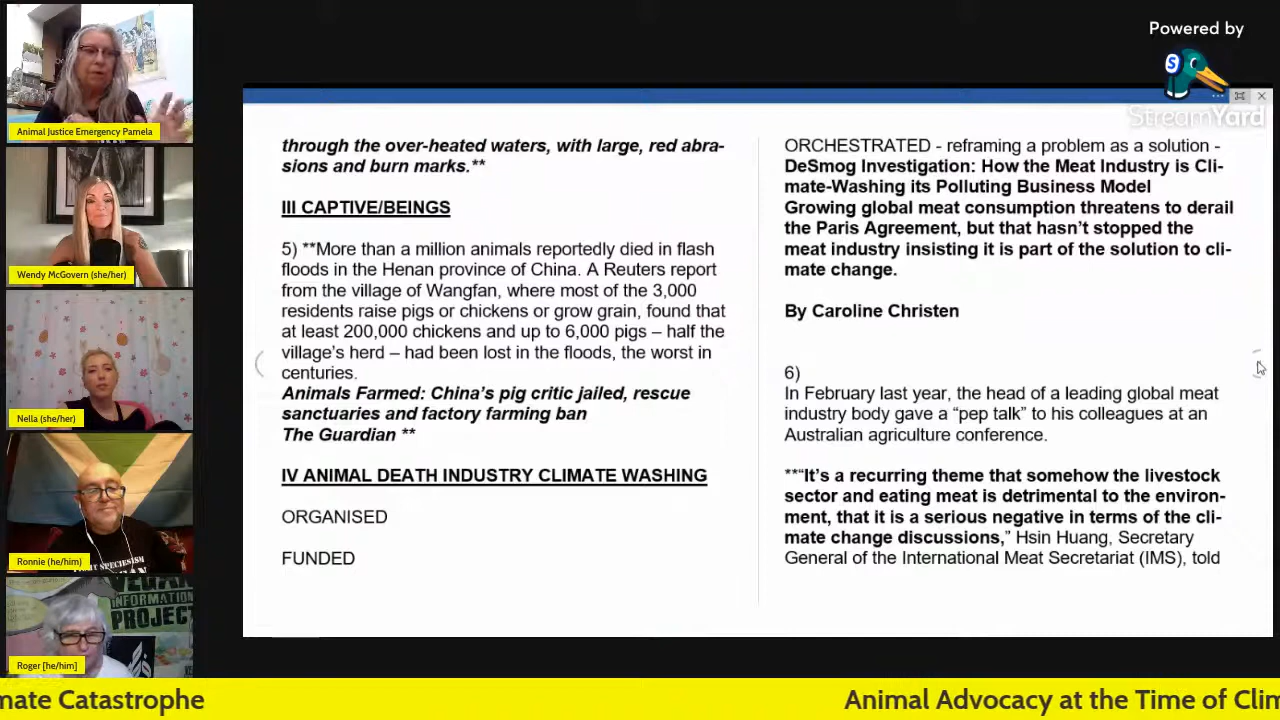 Powered by
S
StreamYard
Animal Justice Emergency Pamela
Wendy McGovern (she/her)
Nella (she/her)
Ronnie (he/him)
VEGAN
INFORMATION
PROJECT
Roger [he/him]
through the over-heated waters, with large, red abra-
sions and burn marks.**
III CAPTIVE/BEINGS
5) **More than a million animals reportedly died in flash
floods in the Henan province of China. A Reuters report
from the village of Wangfan, where most of the 3,000
residents raise pigs or chickens or grow grain, found that
at least 200,000 chickens and up to 6,000 pigs – half the
village's herd – had been lost in the floods, the worst in
centuries.
Animals Farmed: China's pig critic jailed, rescue
sanctuaries and factory farming ban
The Guardian **
IV ANIMAL DEATH INDUSTRY CLIMATE WASHING
ORGANISED
FUNDED
ORCHESTRATED - reframing a problem as a solution -
DeSmog Investigation: How the Meat Industry is Cli-
mate-Washing its Polluting Business Model
Growing global meat consumption threatens to derail
the Paris Agreement, but that hasn't stopped the
meat industry insisting it is part of the solution to cli-
mate change.
By Caroline Christen
6)
In February last year, the head of a leading global meat
industry body gave a “pep talk” to his colleagues at an
Australian agriculture conference.
**“It's a recurring theme that somehow the livestock
sector and eating meat is detrimental to the environ-
ment, that it is a serious negative in terms of the cli-
mate change discussions,” Hsin Huang, Secretary
General of the International Meat Secretariat (IMS), told
mate Catastrophe
Animal Advocacy at the Time of Clim